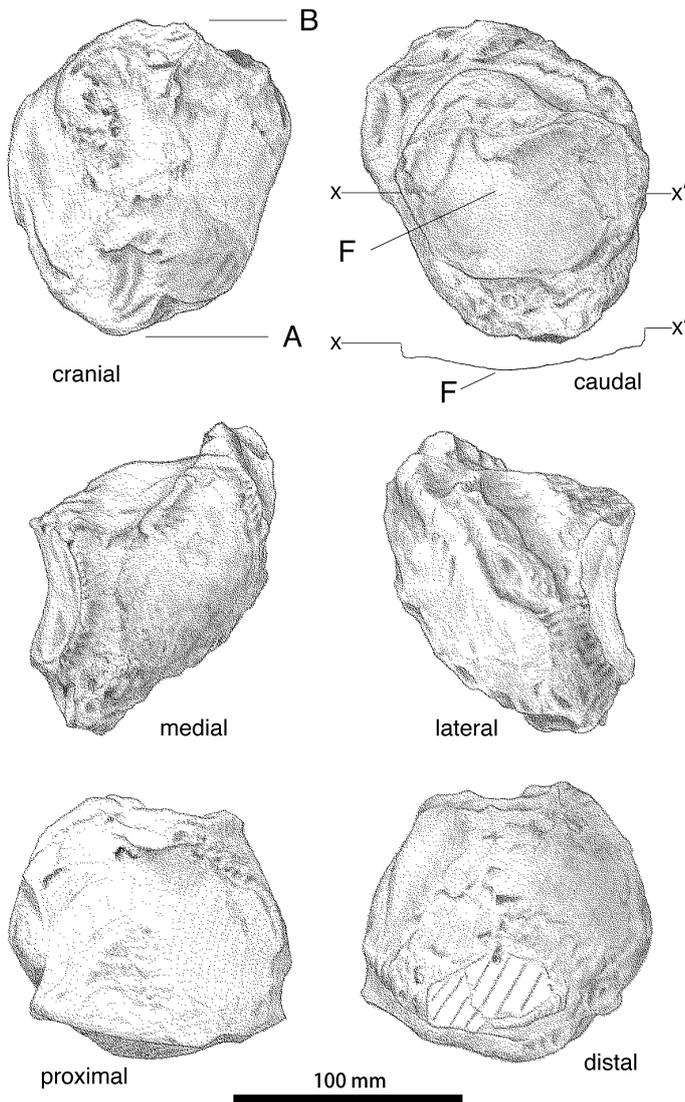 B
x x'
F
A
x x'
cranial
F caudal
medial lateral
proximal distal
100 mm